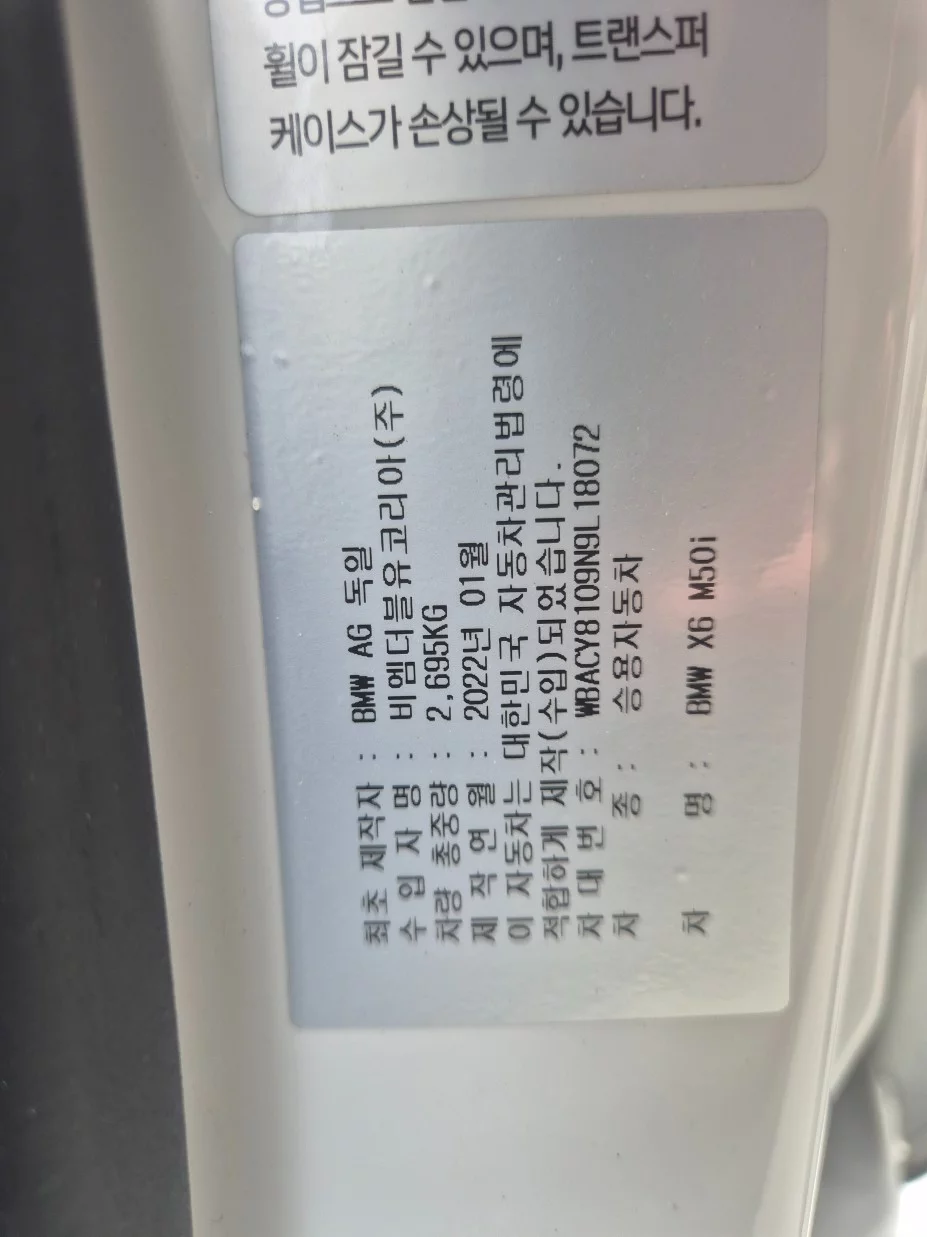 휠이 잠길 수 있으며, 트랜스퍼
케이스가 손상될 수 있습니다.
최초 제작자 : BMW AG 독일
수 입 자 명 : 비엠더블유코리아(주)
차량 총중량 : 2,695KG
제 작 연 월 : 2022년 01월
이 자동차는 대한민국 자동차관리법령에
적합하게 제작(수입)되었습니다.
차 대 번 호 : WBACY8109N9L18072
차 종 : 승용자동차
차 명 : BMW X6 M50i